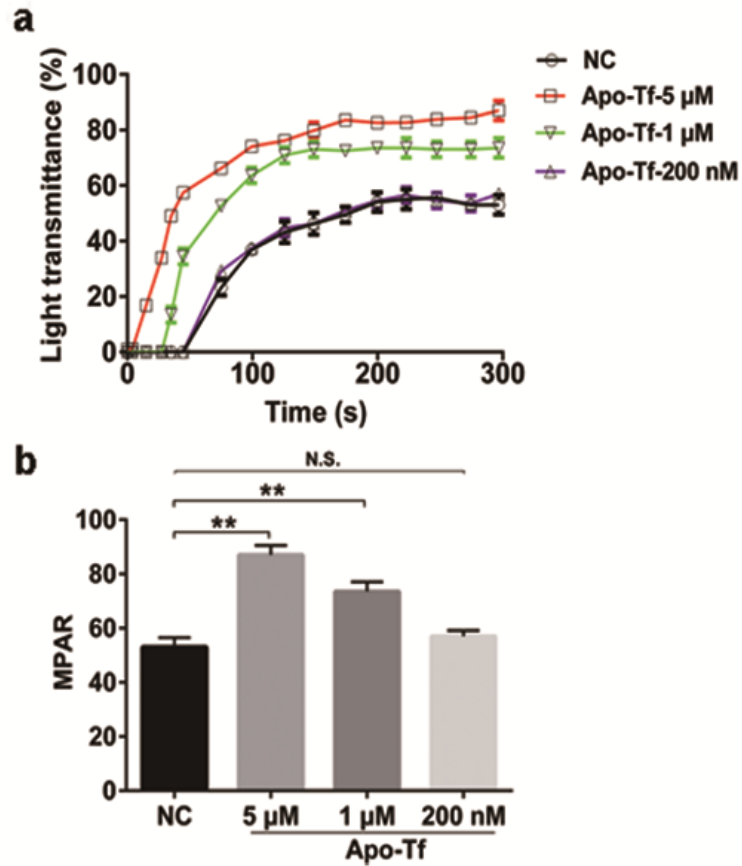 a
Light transmittance (%)
100
80
60
40
20
0
0 100 200 300
Time (s)
NC
Apo-Tf-5 µM
Apo-Tf-1 µM
Apo-Tf-200 nM
b
N.S.
**
**
MPAR
100
80
60
40
20
0
NC 5 µM 1 µM 200 nM
Apo-Tf